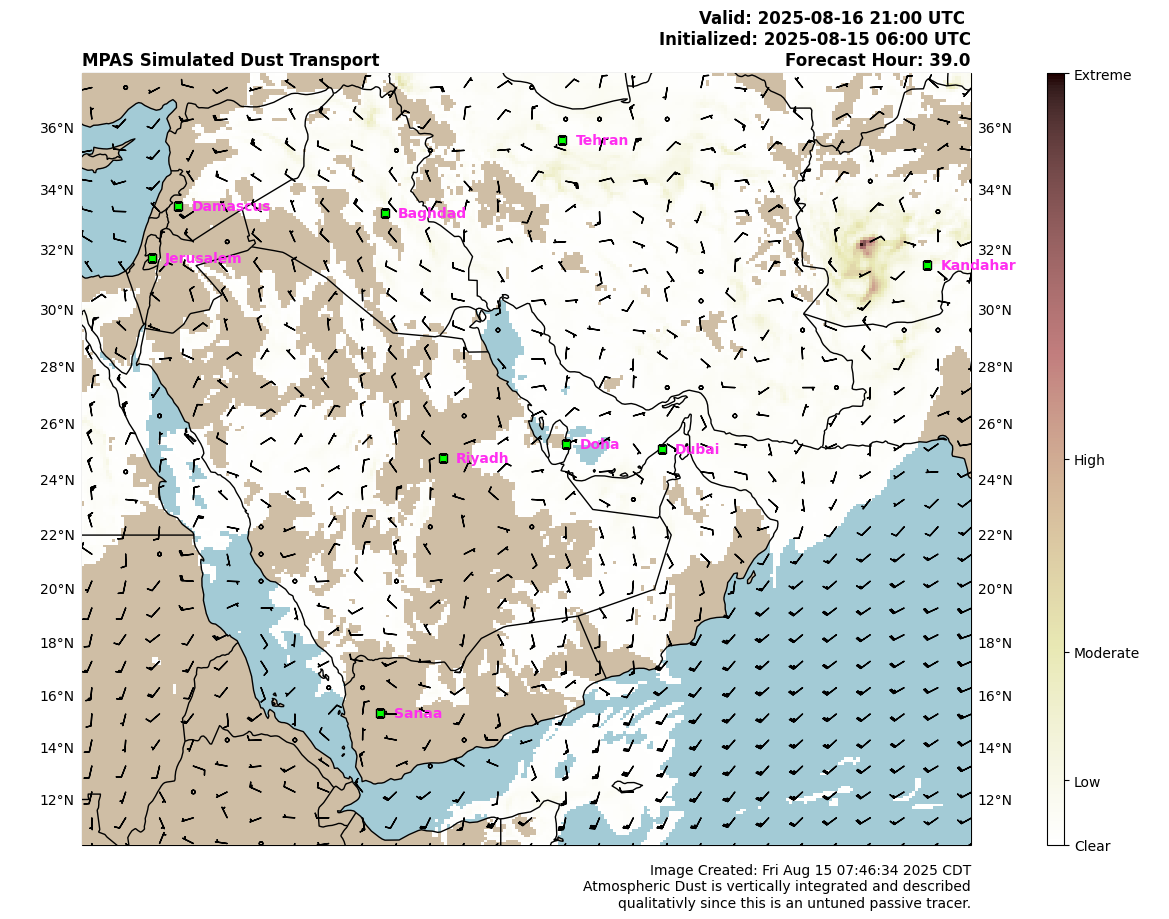 Valid: 2025-08-16 21:00 UTC
Initialized: 2025-08-15 06:00 UTC
MPAS Simulated Dust Transport
Forecast Hour: 39.0
Extreme
36°N
36°N
Tehran
34°N
34°N
Damascus
Baghdad
32°N
32°N
Jerusalem
Kandahar
30°N
30°N
28°N
28°N
26°N
26°N
Doha
Dubai
Riyadh
High
24°N
24°N
22°N
22°N
20°N
20°N
18°N
18°N
Moderate
16°N
16°N
Sanaa
14°N
14°N
Low
12°N
12°N
Clear
Image Created: Fri Aug 15 07:46:34 2025 CDT
Atmospheric Dust is vertically integrated and described
qualitativly since this is an untuned passive tracer.